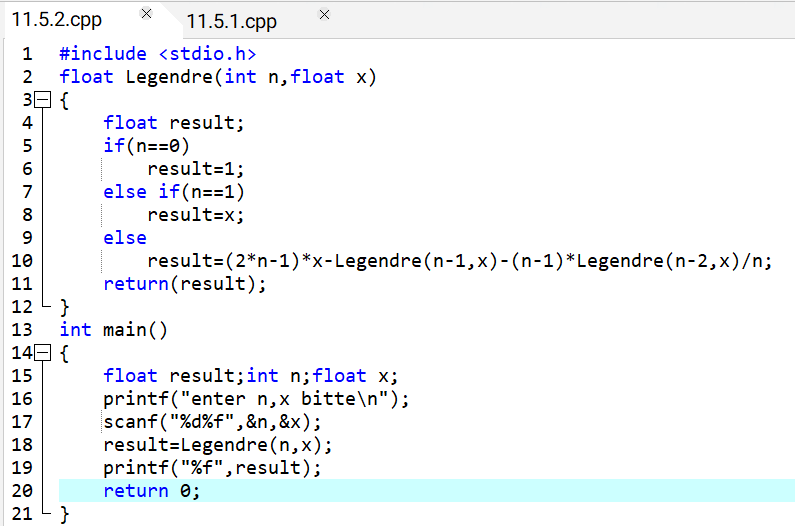 11.5.2.cpp × 11.5.1.cpp ×
1 #include <stdio.h>
2 float Legendre(int n,float x)
3 {
4 float result;
5 if(n==0)
6 result=1;
7 else if(n==1)
8 result=x;
9 else
10 result=(2*n-1)*x-Legendre(n-1,x)-(n-1)*Legendre(n-2,x)/n;
11 return(result);
12 }
13 int main()
14 {
15 float result;int n;float x;
16 printf("enter n,x bitte\n");
17 scanf("%d%f",&n,&x);
18 result=Legendre(n,x);
19 printf("%f",result);
20 return 0;
21 }